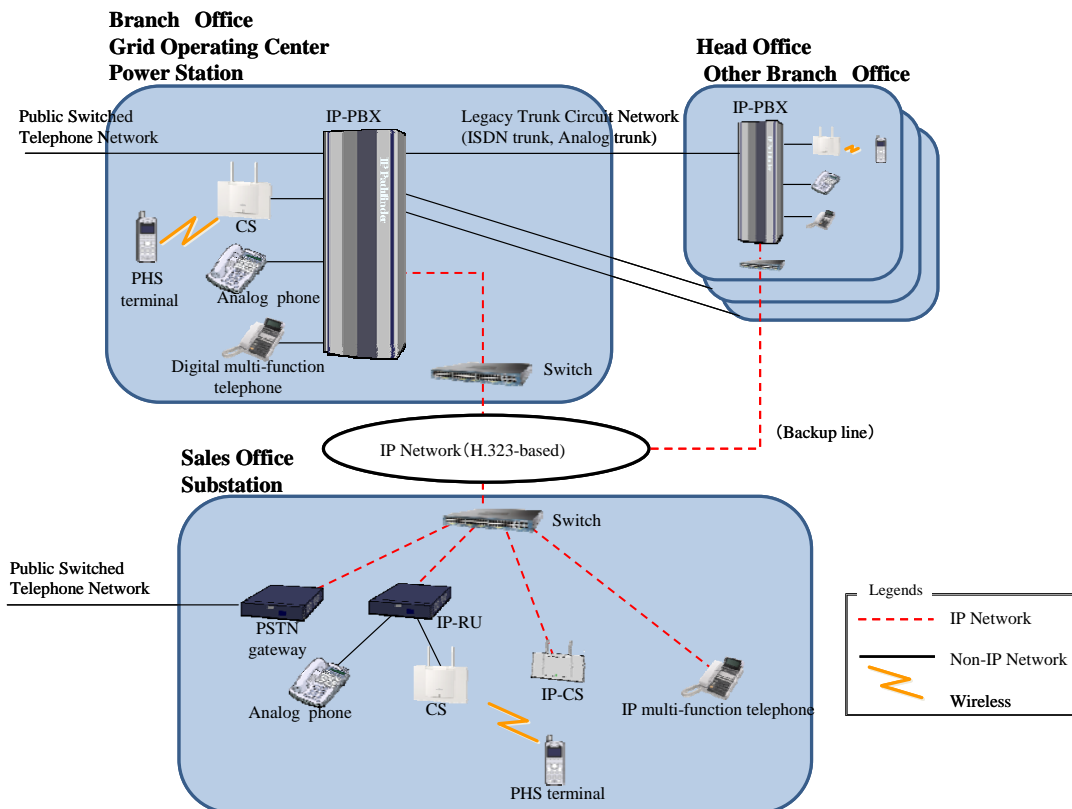 Branch Office
Grid Operating Center
Power Station
Head Office
Other Branch Office
Public Switched
Telephone Network
IP-PBX
Legacy Trunk Circuit Network
(ISDN trunk, Analog trunk)
IP-PBX
IP Pathfinder
CS
PHS
terminal
Analog phone
Digital multi-function
telephone
Switch
IP Network(H.323-based)
(Backup line)
Sales Office
Substation
Switch
Public Switched
Telephone Network
PSTN
gateway
IP-RU
Analog phone
CS
IP-CS
IP multi-function telephone
PHS terminal
Legends
IP Network
Non-IP Network
Wireless